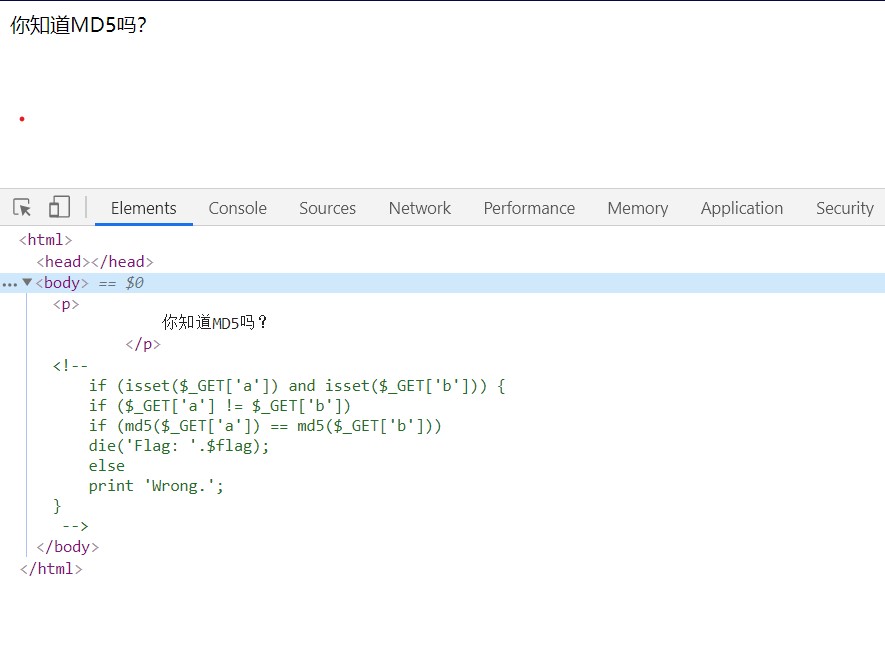 你知道MD5吗?
Elements Console Sources Network Performance Memory Application Security
<html>
<head></head>
... ▼<body> == $0
<p>
你知道MD5吗？
</p>
<!--
if (isset($_GET['a']) and isset($_GET['b'])) {
if ($_GET['a'] != $_GET['b'])
if (md5($_GET['a']) == md5($_GET['b']))
die('Flag: '.$flag);
else
print 'Wrong.';
}
-->
</body>
</html>